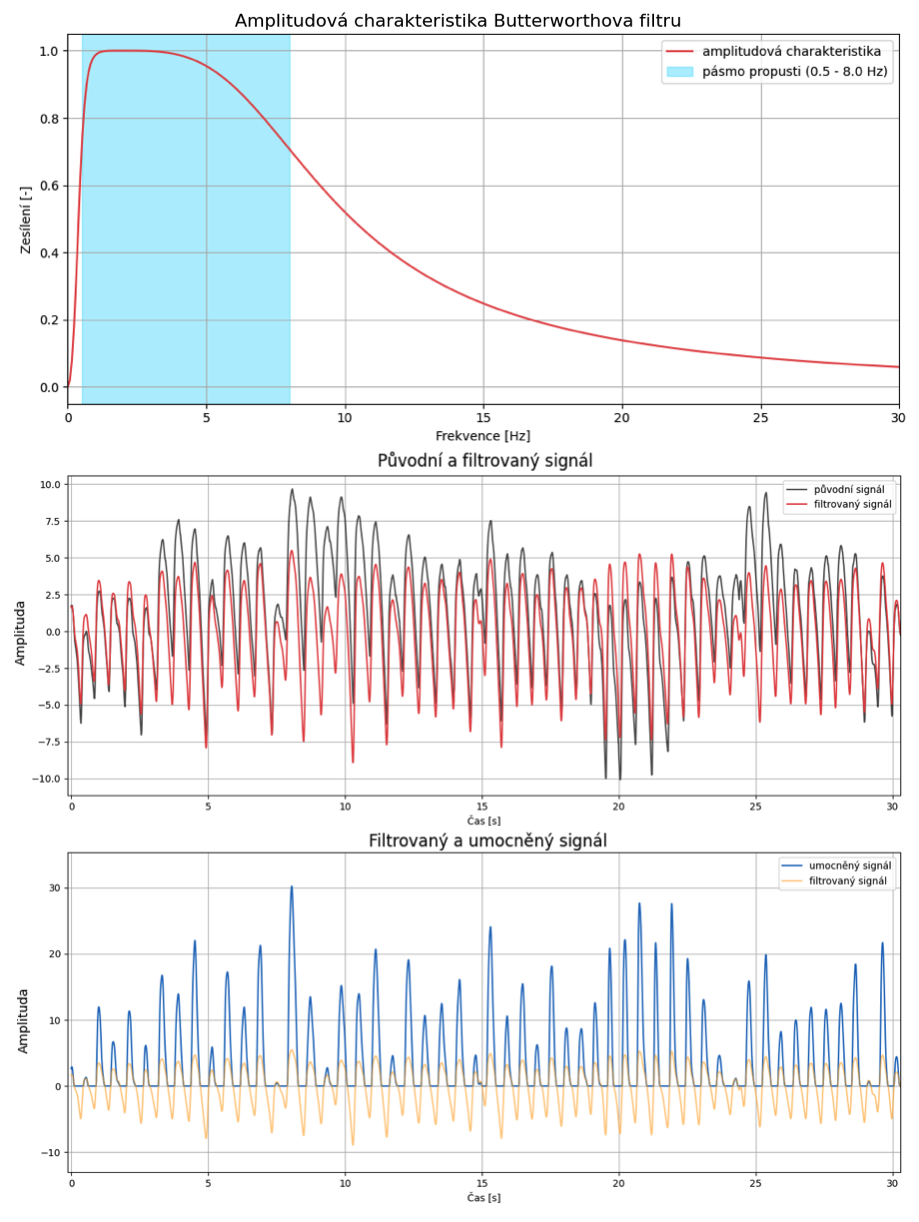 Amplitudová charakteristika Butterworthova filtru
1.0
0.8
0.6
0.4
0.2
0.0
Zesílení [-]
amplitudová charakteristika
pásmo propusti (0.5 - 8.0 Hz)
0 5 10 15 20 25 30
Frekvence [Hz]
Původní a filtrovaný signál
10.0
7.5
5.0
2.5
0.0
−2.5
−5.0
−7.5
−10.0
Amplituda
původní signál
filtrovaný signál
0 5 10 15 20 25 30
Čas [s]
Filtrovaný a umocněný signál
30
20
10
0
−10
Amplituda
umocněný signál
filtrovaný signál
0 5 10 15 20 25 30
Čas [s]